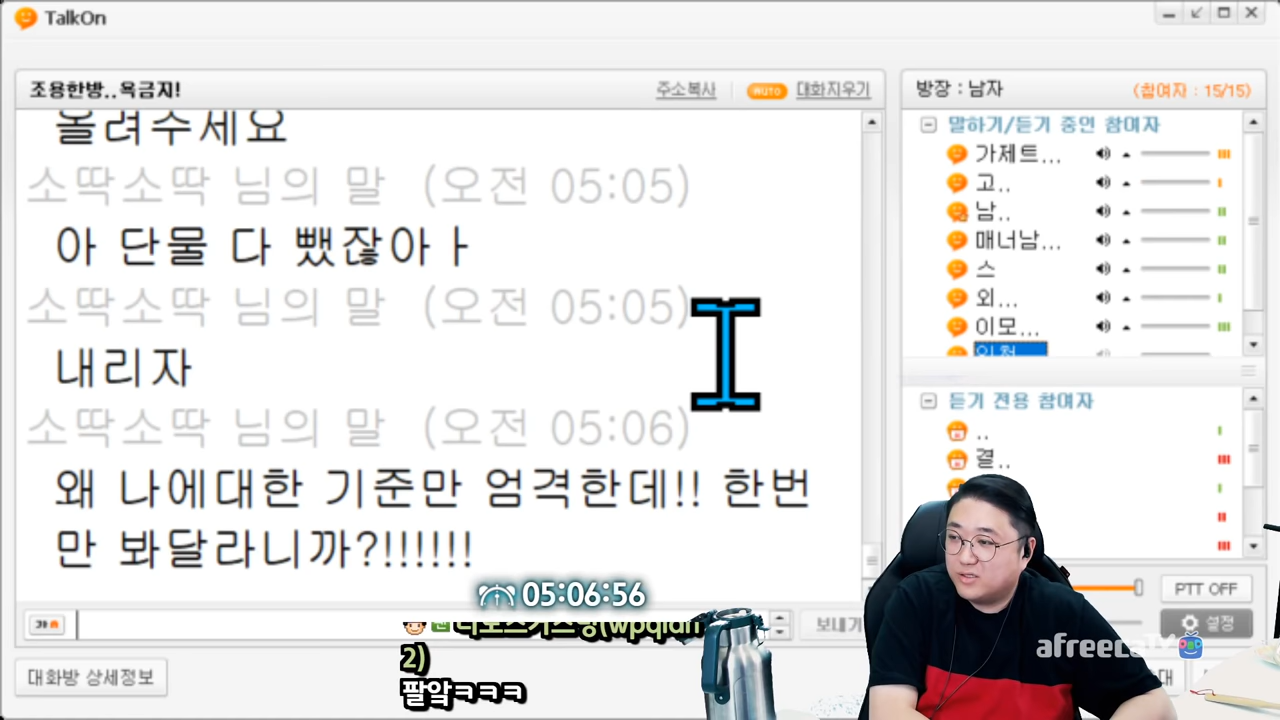 TalkOn
조용한방..욕금지!
주소복사
AUTO
대화지우기
올려주세요
소딱소딱 님의 말 (오전 05:05)
아 단물 다 뺐잖아ㅏ
소딱소딱 님의 말 (오전 05:05)
내리자
소딱소딱 님의 말 (오전 05:06)
왜 나에대한 기준만 엄격한데!! 한번
만 봐달라니까?!!!!!!
05:06:56
가
보내기
2)
팔앜ㅋㅋㅋ
대화방 상세정보
방장 : 남자
(참여자 : 15/15)
말하기/듣기 중인 참여자
가제트...
고..
남..
매너남...
스
외...
이모...
듣기 전용 참여자
..
결..
PTT OFF
설정
afreecaTV